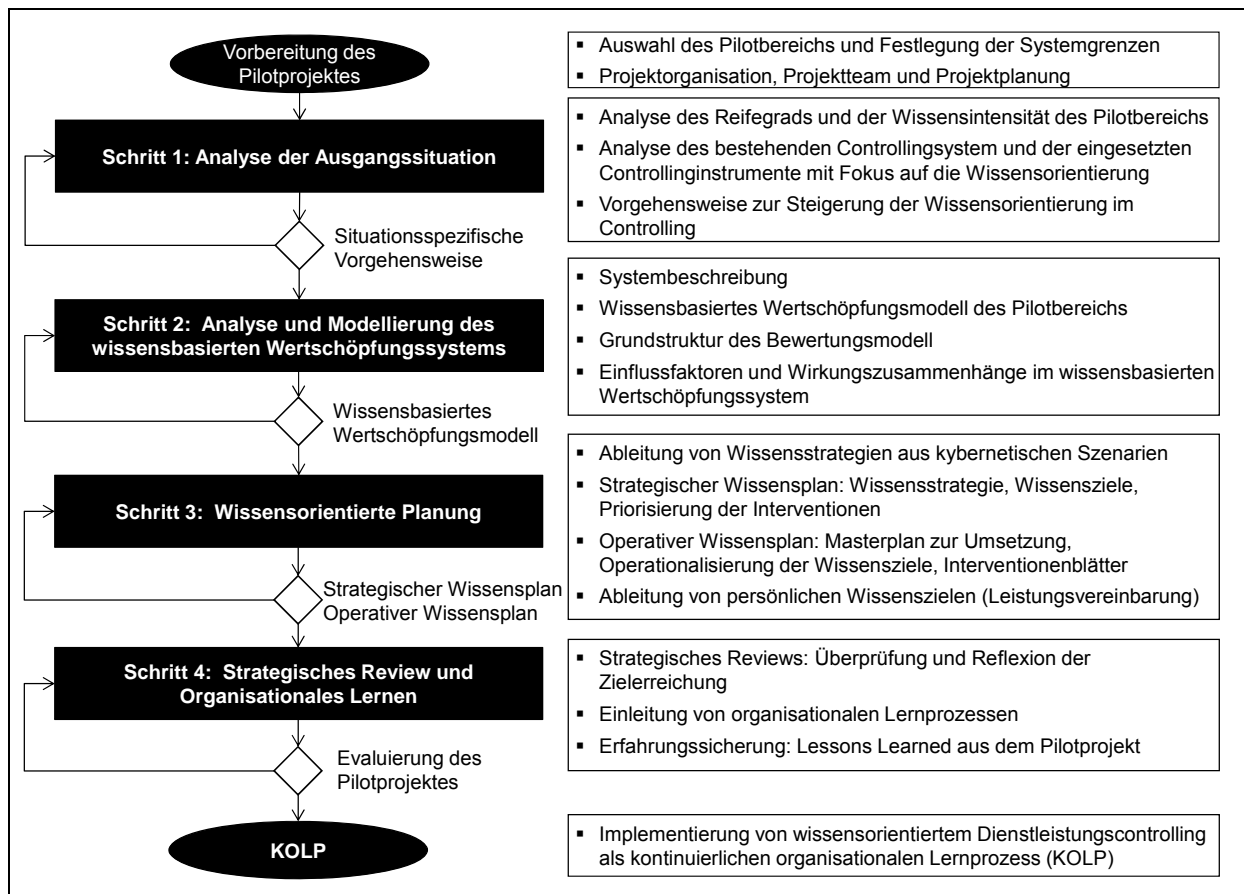 Vorbereitung des
Pilotprojektes
▪ Auswahl des Pilotbereichs und Festlegung der Systemgrenzen
▪ Projektorganisation, Projektteam und Projektplanung
Schritt 1: Analyse der Ausgangssituation
▪ Analyse des Reifegrads und der Wissensintensität des Pilotbereichs
▪ Analyse des bestehenden Controllingsystem und der eingesetzten
Controllinginstrumente mit Fokus auf die Wissensorientierung
▪ Vorgehensweise zur Steigerung der Wissensorientierung im
Controlling
Situationsspezifische
Vorgehensweise
Schritt 2: Analyse und Modellierung des
wissensbasierten Wertschöpfungssystems
▪ Systembeschreibung
▪ Wissensbasiertes Wertschöpfungsmodell des Pilotbereichs
▪ Grundstruktur des Bewertungsmodell
▪ Einflussfaktoren und Wirkungszusammenhänge im wissensbasierten
Wertschöpfungssystem
Wissensbasiertes
Wertschöpfungsmodell
Schritt 3: Wissensorientierte Planung
▪ Ableitung von Wissensstrategien aus kybernetischen Szenarien
▪ Strategischer Wissensplan: Wissensstrategie, Wissensziele,
Priorisierung der Interventionen
▪ Operativer Wissensplan: Masterplan zur Umsetzung,
Operationalisierung der Wissensziele, Interventionenblätter
▪ Ableitung von persönlichen Wissenszielen (Leistungsvereinbarung)
Strategischer Wissensplan
Operativer Wissensplan
Schritt 4: Strategisches Review und
Organisationales Lernen
▪ Strategisches Reviews: Überprüfung und Reflexion der
Zielerreichung
▪ Einleitung von organisationalen Lernprozessen
▪ Erfahrungssicherung: Lessons Learned aus dem Pilotprojekt
Evaluierung des
Pilotprojektes
KOLP
▪ Implementierung von wissensorientiertem Dienstleistungscontrolling
als kontinuierlichen organisationalen Lernprozess (KOLP)